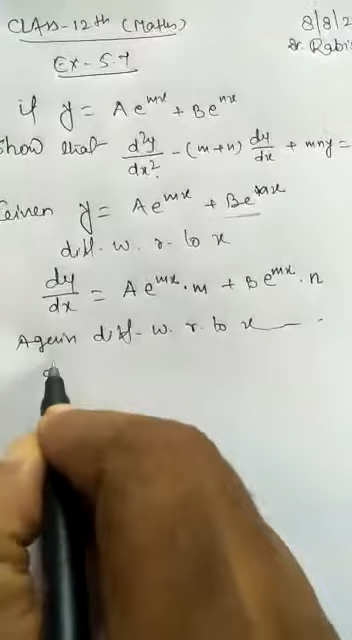 CLASS-12th (Maths)
8/8/2
Dr. Rabi
Ex-5.7
if y = Ae^mx + Be^nx
Show that d²y/dx² - (m+n) dy/dx + mny =
Given y = Ae^mx + Be^nx
diff. w. r. to x
dy/dx = Ae^mx . m + Be^mx . n
Again diff. w. r. to x